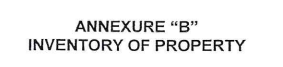 ANNEXURE “B”
INVENTORY OF PROPERTY